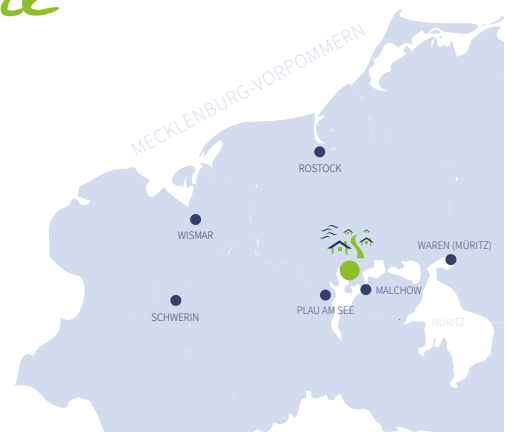 MECKLENBURG-VORPOMMERN
ROSTOCK
WISMAR
WAREN (MÜRITZ)
MALCHOW
PLAU AM SEE
SCHWERIN
MÜRITZ